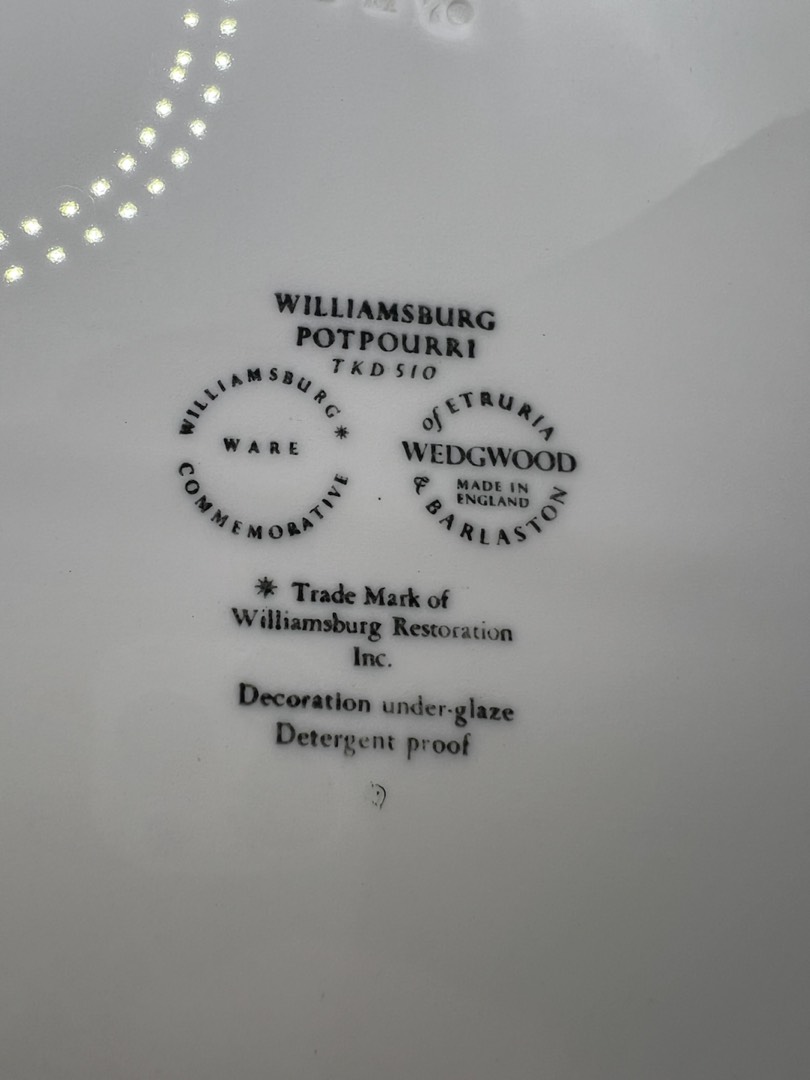 WILLIAMSBURG
POTPOURRI
TKD 510
WILLIAMSBURG*
WARE
COMMEMORATIVE
of ETRURIA
WEDGWOOD
MADE IN
ENGLAND
& BARLASTON
* Trade Mark of
Williamsburg Restoration
Inc.
Decoration under-glaze
Detergent proof